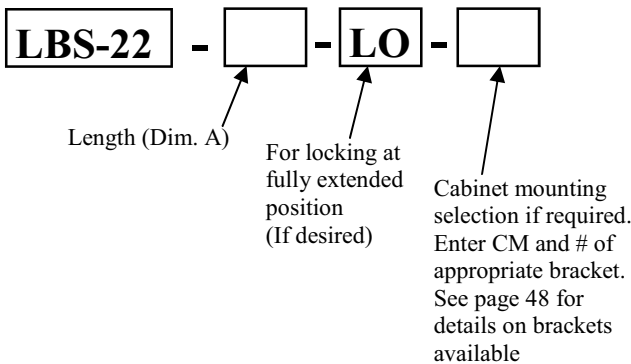 LBS-22 - - LO -
Length (Dim. A)
For locking at
fully extended
position
(If desired)
Cabinet mounting
selection if required.
Enter CM and # of
appropriate bracket.
See page 48 for
details on brackets
available